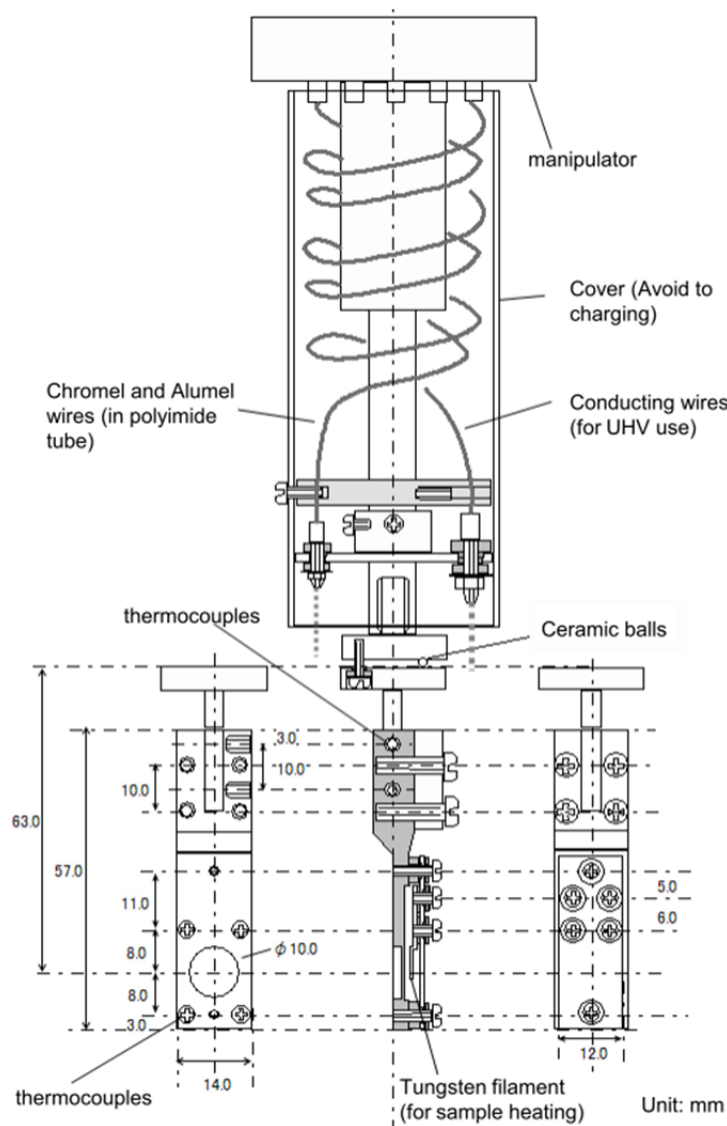 manipulator
Cover (Avoid to
charging)
Chromel and Alumel
wires (in polyimide
tube)
Conducting wires
(for UHV use)
thermocouples
Ceramic balls
3.0
10.0
10.0
63.0
57.0
11.0
5.0
6.0
8.0
ϕ 10.0
8.0
3.0
14.0
12.0
thermocouples
Tungsten filament
(for sample heating)
Unit: mm